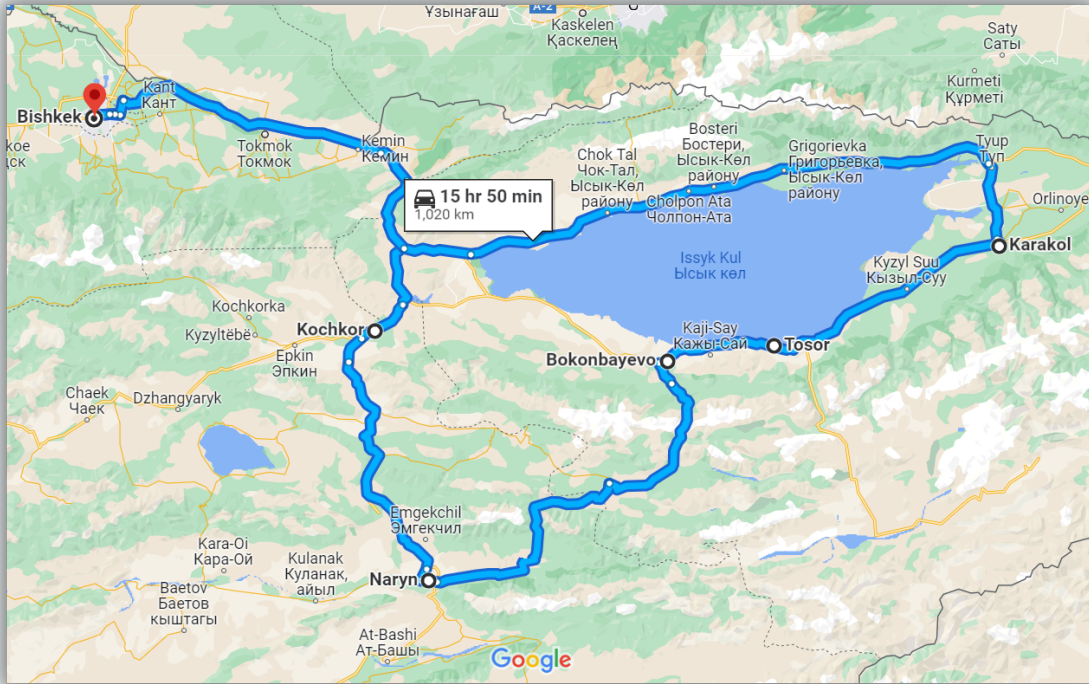 Ұзынағаш
A-2
Kaskelen
Қаскелең
Saty
Саты
Kurmeti
Құрметі
Kant
Кант
Bishkek
koe
дск
Tokmok
Токмок
Kemin
Кемин
Chok Tal
Чок-Тал,
Ысык-Көл
району
Bosteri
Бостери,
Ысык-Көл
району
Grigorievka
Григорьевка,
Ысык-Көл
району
Tyup
Туп
Cholpon Ata
Чолпон-Ата
15 hr 50 min
1,020 km
Orlinoye
Karakol
Issyk Kul
Ысык көл
Kyzyl Suu
Кызыл-Суу
Kochkorka
Kyzyltëbë
Kochkor
Epkin
Эпкин
Kaji-Say
Кажы-Сай
Tosor
Bokonbayevo
Chaek
Чаек
Dzhangyaryk
Emgekchil
Эмгекчил
Kara-Oi
Кара-Ой
Kulanak
Куланак,
айыл
Naryn
Baetov
Баетов
кыштагы
At-Bashi
Ат-Башы
Google